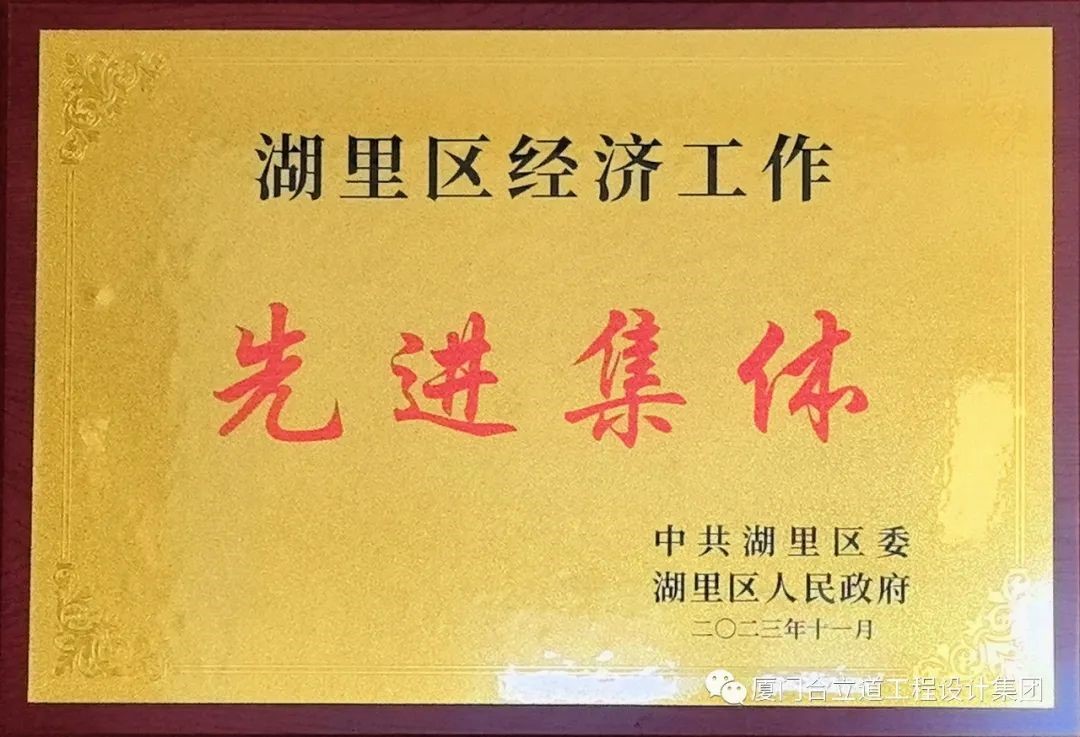 湖里区经济工作
先进集体
中共湖里区委
湖里区人民政府
二〇二三年十一月
厦门台立道工程设计集团